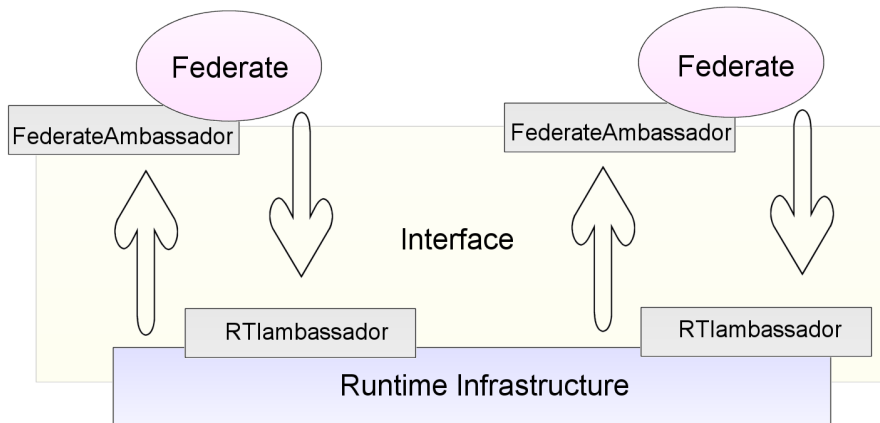 Federate
Federate
FederateAmbassador
FederateAmbassador
Interface
RTIambassador
RTIambassador
Runtime Infrastructure